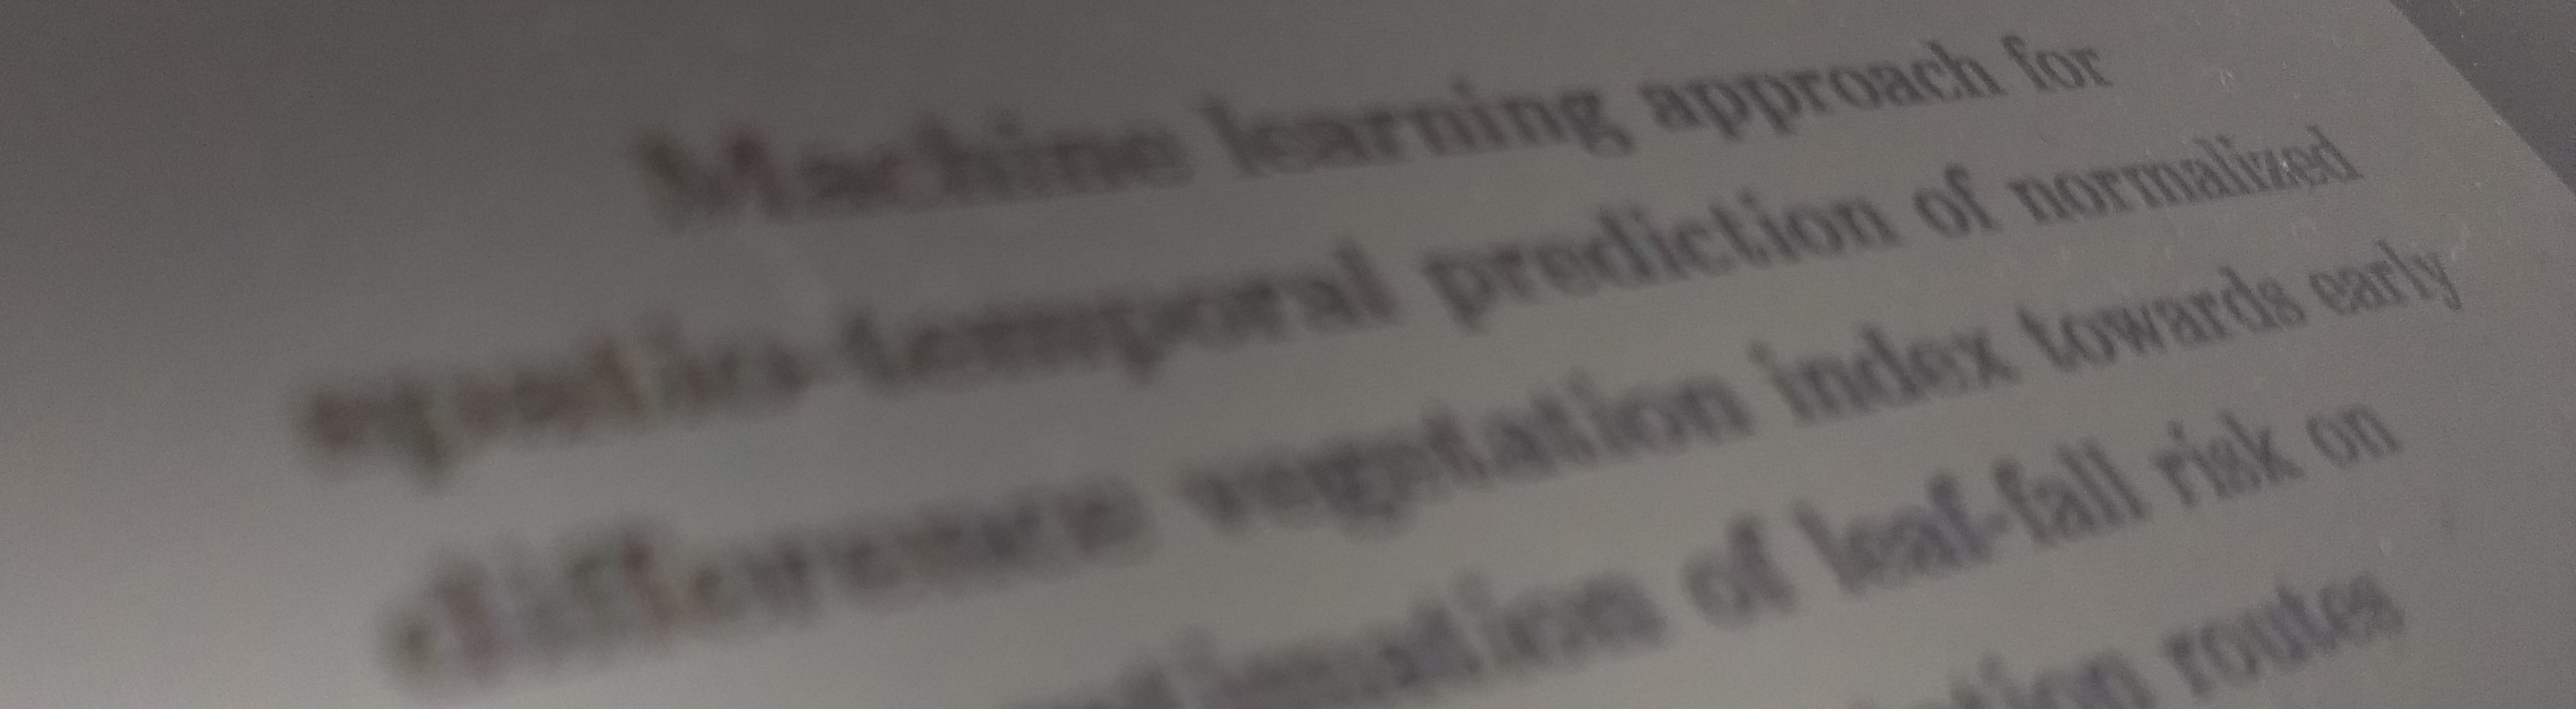 Machine learning approach for
spatio-temporal prediction of normalized
difference vegetation index towards early
of leaf-fall risk on
routes